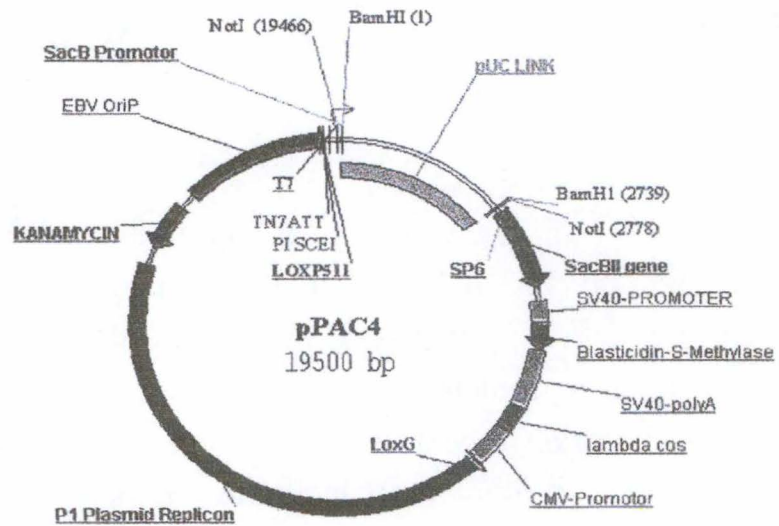 BamHI (1)
NotI (19466)
SacB Promotor
pUC LINK
EBV OriP
T7
BamH1 (2739)
TN7ATT
NotI (2778)
KANAMYCIN
PI SCEI
LOXP511
SP6
SacBII gene
SV40-PROMOTER
pPAC4
19500 bp
Blasticidin-S-Methylase
SV40-polyA
LoxG
lambda cos
CMV-Promotor
P1 Plasmid Replicon